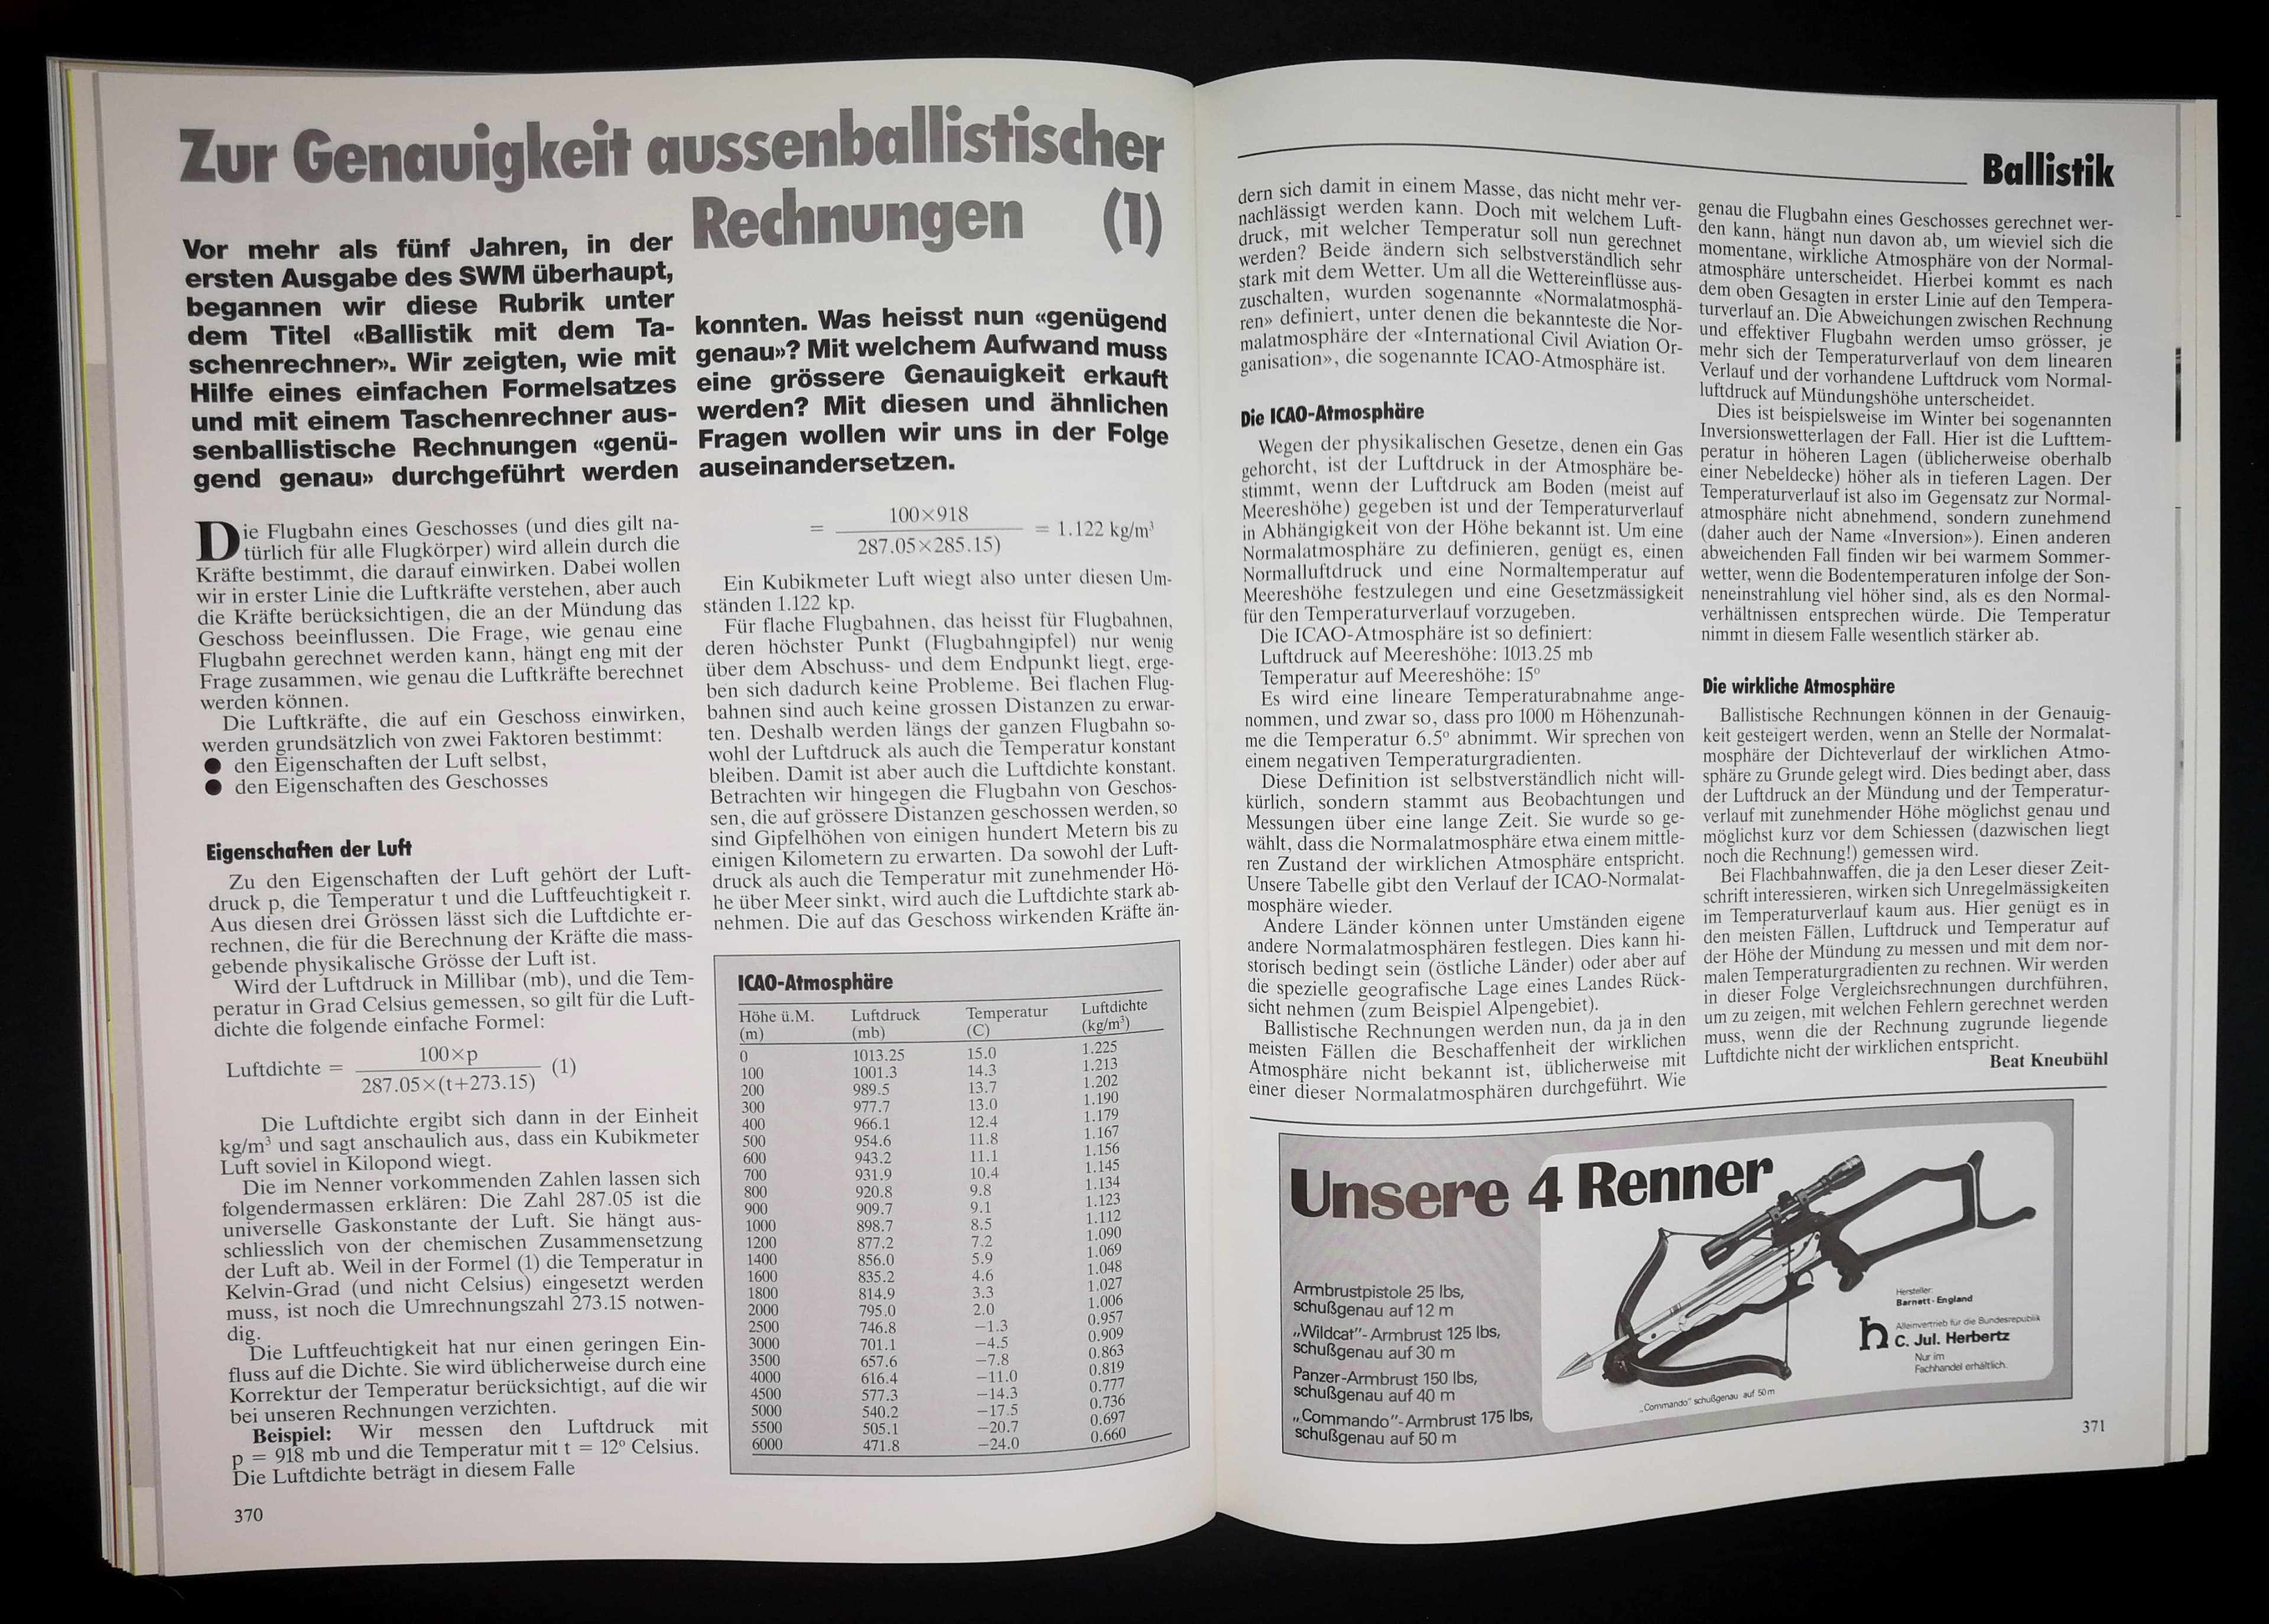 Zur Genauigkeit aussenballistischer
Rechnungen (1)
Vor mehr als fünf Jahren, in der
ersten Ausgabe des SWM überhaupt,
begannen wir diese Rubrik unter
dem Titel «Ballistik mit dem Ta-
schenrechner». Wir zeigten, wie mit
Hilfe eines einfachen Formelsatzes
und mit einem Taschenrechner aus-
senballistische Rechnungen «genü-
gend genau» durchgeführt werden
konnten. Was heisst nun «genügend
genau»? Mit welchem Aufwand muss
eine grössere Genauigkeit erkauft
werden? Mit diesen und ähnlichen
Fragen wollen wir uns in der Folge
auseinandersetzen.
Die Flugbahn eines Geschosses (und dies gilt na-
türlich für alle Flugkörper) wird allein durch die
Kräfte bestimmt, die darauf einwirken. Dabei wollen
wir in erster Linie die Luftkräfte verstehen, aber auch
die Kräfte berücksichtigen, die an der Mündung das
Geschoss beeinflussen. Die Frage, wie genau eine
Flugbahn gerechnet werden kann, hängt eng mit der
Frage zusammen, wie genau die Luftkräfte berechnet
werden können.
Die Luftkräfte, die auf ein Geschoss einwirken,
werden grundsätzlich von zwei Faktoren bestimmt:
● den Eigenschaften der Luft selbst,
● den Eigenschaften des Geschosses
Eigenschaften der Luft
Zu den Eigenschaften der Luft gehört der Luft-
druck p, die Temperatur t und die Luftfeuchtigkeit r.
Aus diesen drei Grössen lässt sich die Luftdichte er-
rechnen, die für die Berechnung der Kräfte die mass-
gebende physikalische Grösse der Luft ist.
Wird der Luftdruck in Millibar (mb), und die Tem-
peratur in Grad Celsius gemessen, so gilt für die Luft-
dichte die folgende einfache Formel:
100×p
Luftdichte = (1)
287.05×(t+273.15)
Die Luftdichte ergibt sich dann in der Einheit
kg/m³ und sagt anschaulich aus, dass ein Kubikmeter
Luft soviel in Kilopond wiegt.
Die im Nenner vorkommenden Zahlen lassen sich
folgendermassen erklären: Die Zahl 287.05 ist die
universelle Gaskonstante der Luft. Sie hängt aus-
schliesslich von der chemischen Zusammensetzung
der Luft ab. Weil in der Formel (1) die Temperatur in
Kelvin-Grad (und nicht Celsius) eingesetzt werden
muss, ist noch die Umrechnungszahl 273.15 notwen-
dig.
Die Luftfeuchtigkeit hat nur einen geringen Ein-
fluss auf die Dichte. Sie wird üblicherweise durch eine
Korrektur der Temperatur berücksichtigt, auf die wir
bei unseren Rechnungen verzichten.
Beispiel: Wir messen den Luftdruck mit
p = 918 mb und die Temperatur mit t = 12º Celsius.
Die Luftdichte beträgt in diesem Falle
370
100×918
= = 1.122 kg/m³
287.05×285.15)
Ein Kubikmeter Luft wiegt also unter diesen Um-
ständen 1.122 kp.
Für flache Flugbahnen, das heisst für Flugbahnen,
deren höchster Punkt (Flugbahngipfel) nur wenig
über dem Abschuss- und dem Endpunkt liegt, erge-
ben sich dadurch keine Probleme. Bei flachen Flug-
bahnen sind auch keine grossen Distanzen zu erwar-
ten. Deshalb werden längs der ganzen Flugbahn so-
wohl der Luftdruck als auch die Temperatur konstant
bleiben. Damit ist aber auch die Luftdichte konstant.
Betrachten wir hingegen die Flugbahn von Geschos-
sen, die auf grössere Distanzen geschossen werden, so
sind Gipfelhöhen von einigen hundert Metern bis zu
einigen Kilometern zu erwarten. Da sowohl der Luft-
druck als auch die Temperatur mit zunehmender Hö-
he über Meer sinkt, wird auch die Luftdichte stark ab-
nehmen. Die auf das Geschoss wirkenden Kräfte än-
ICAO-Atmosphäre
Höhe ü.M. Luftdruck Temperatur Luftdichte
(m) (mb) (C) (kg/m³)
0 1013.25 15.0 1.225
100 1001.3 14.3 1.213
200 989.5 13.7 1.202
300 977.7 13.0 1.190
400 966.1 12.4 1.179
500 954.6 11.8 1.167
600 943.2 11.1 1.156
700 931.9 10.4 1.145
800 920.8 9.8 1.134
900 909.7 9.1 1.123
1000 898.7 8.5 1.112
1200 877.2 7.2 1.090
1400 856.0 5.9 1.069
1600 835.2 4.6 1.048
1800 814.9 3.3 1.027
2000 795.0 2.0 1.006
2500 746.8 −1.3 0.957
3000 701.1 −4.5 0.909
3500 657.6 −7.8 0.863
4000 616.4 −11.0 0.819
4500 577.3 −14.3 0.777
5000 540.2 −17.5 0.736
5500 505.1 −20.7 0.697
6000 471.8 −24.0 0.660
Ballistik
dern sich damit in einem Masse, das nicht mehr ver-
nachlässigt werden kann. Doch mit welchem Luft-
druck, mit welcher Temperatur soll nun gerechnet
werden? Beide ändern sich selbstverständlich sehr
stark mit dem Wetter. Um all die Wettereinflüsse aus-
zuschalten, wurden sogenannte «Normalatmosphä-
ren» definiert, unter denen die bekannteste die Nor-
malatmosphäre der «International Civil Aviation Or-
ganisation», die sogenannte ICAO-Atmosphäre ist.
Die ICAO-Atmosphäre
Wegen der physikalischen Gesetze, denen ein Gas
gehorcht, ist der Luftdruck in der Atmosphäre be-
stimmt, wenn der Luftdruck am Boden (meist auf
Meereshöhe) gegeben ist und der Temperaturverlauf
in Abhängigkeit von der Höhe bekannt ist. Um eine
Normalatmosphäre zu definieren, genügt es, einen
Normalluftdruck und eine Normaltemperatur auf
Meereshöhe festzulegen und eine Gesetzmässigkeit
für den Temperaturverlauf vorzugeben.
Die ICAO-Atmosphäre ist so definiert:
Luftdruck auf Meereshöhe: 1013.25 mb
Temperatur auf Meereshöhe: 15º
Es wird eine lineare Temperaturabnahme ange-
nommen, und zwar so, dass pro 1000 m Höhenzunah-
me die Temperatur 6.5º abnimmt. Wir sprechen von
einem negativen Temperaturgradienten.
Diese Definition ist selbstverständlich nicht will-
kürlich, sondern stammt aus Beobachtungen und
Messungen über eine lange Zeit. Sie wurde so ge-
wählt, dass die Normalatmosphäre etwa einem mittle-
ren Zustand der wirklichen Atmosphäre entspricht.
Unsere Tabelle gibt den Verlauf der ICAO-Normalat-
mosphäre wieder.
Andere Länder können unter Umständen eigene
andere Normalatmosphären festlegen. Dies kann hi-
storisch bedingt sein (östliche Länder) oder aber auf
die spezielle geografische Lage eines Landes Rück-
sicht nehmen (zum Beispiel Alpengebiet).
Ballistische Rechnungen werden nun, da ja in den
meisten Fällen die Beschaffenheit der wirklichen
Atmosphäre nicht bekannt ist, üblicherweise mit
einer dieser Normalatmosphären durchgeführt. Wie
genau die Flugbahn eines Geschosses gerechnet wer-
den kann, hängt nun davon ab, um wieviel sich die
momentane, wirkliche Atmosphäre von der Normal-
atmosphäre unterscheidet. Hierbei kommt es nach
dem oben Gesagten in erster Linie auf den Tempera-
turverlauf an. Die Abweichungen zwischen Rechnung
und effektiver Flugbahn werden umso grösser, je
mehr sich der Temperaturverlauf von dem linearen
Verlauf und der vorhandene Luftdruck vom Normal-
luftdruck auf Mündungshöhe unterscheidet.
Dies ist beispielsweise im Winter bei sogenannten
Inversionswetterlagen der Fall. Hier ist die Lufttem-
peratur in höheren Lagen (üblicherweise oberhalb
einer Nebeldecke) höher als in tieferen Lagen. Der
Temperaturverlauf ist also im Gegensatz zur Normal-
atmosphäre nicht abnehmend, sondern zunehmend
(daher auch der Name «Inversion»). Einen anderen
abweichenden Fall finden wir bei warmem Sommer-
wetter, wenn die Bodentemperaturen infolge der Son-
neneinstrahlung viel höher sind, als es den Normal-
verhältnissen entsprechen würde. Die Temperatur
nimmt in diesem Falle wesentlich stärker ab.
Die wirkliche Atmosphäre
Ballistische Rechnungen können in der Genauig-
keit gesteigert werden, wenn an Stelle der Normalat-
mosphäre der Dichteverlauf der wirklichen Atmo-
sphäre zu Grunde gelegt wird. Dies bedingt aber, dass
der Luftdruck an der Mündung und der Temperatur-
verlauf mit zunehmender Höhe möglichst genau und
möglichst kurz vor dem Schiessen (dazwischen liegt
noch die Rechnung!) gemessen wird.
Bei Flachbahnwaffen, die ja den Leser dieser Zeit-
schrift interessieren, wirken sich Unregelmässigkeiten
im Temperaturverlauf kaum aus. Hier genügt es in
den meisten Fällen, Luftdruck und Temperatur auf
der Höhe der Mündung zu messen und mit dem nor-
malen Temperaturgradienten zu rechnen. Wir werden
in dieser Folge Vergleichsrechnungen durchführen,
um zu zeigen, mit welchen Fehlern gerechnet werden
muss, wenn die der Rechnung zugrunde liegende
Luftdichte nicht der wirklichen entspricht.
Beat Kneubühl
Unsere 4 Renner
Armbrustpistole 25 lbs,
schußgenau auf 12 m
„Wildcat"-Armbrust 125 lbs,
schußgenau auf 30 m
Panzer-Armbrust 150 lbs,
schußgenau auf 40 m
„Commando"-Armbrust 175 lbs,
schußgenau auf 50 m
Hersteller:
Barnett-England
Alleinvertrieb für die Bundesrepublik
h C. Jul. Herbertz
Nur im
Fachhandel erhältlich.
„Commando" schußgenau auf 50 m
371